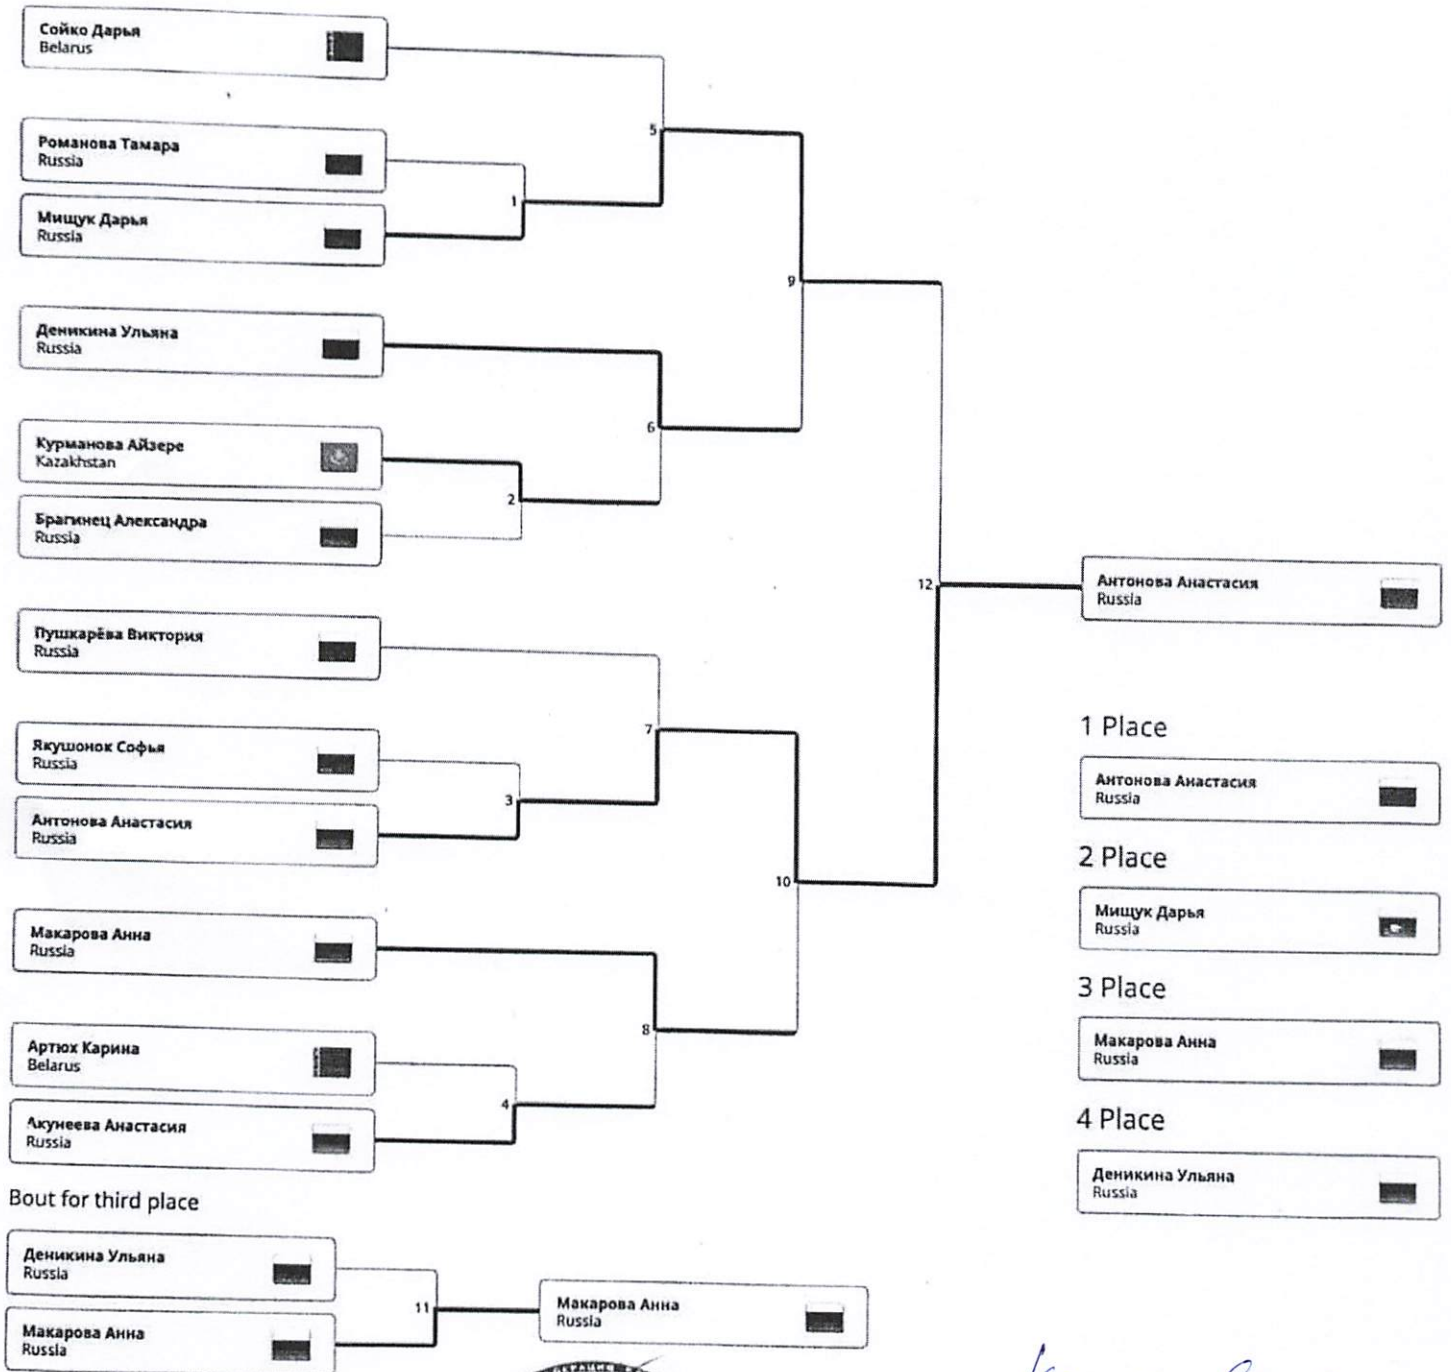 Сойко Дарья
Belarus
Романова Тамара
Russia
Мищук Дарья
Russia
Деникина Ульяна
Russia
Курманова Айзере
Kazakhstan
Брагинец Александра
Russia
Пушкарёва Виктория
Russia
Якушонок Софья
Russia
Антонова Анастасия
Russia
Макарова Анна
Russia
Артюх Карина
Belarus
Акунеева Анастасия
Russia
1
2
3
4
5
6
7
8
9
10
12
Антонова Анастасия
Russia
1 Place
Антонова Анастасия
Russia
2 Place
Мищук Дарья
Russia
3 Place
Макарова Анна
Russia
4 Place
Деникина Ульяна
Russia
Bout for third place
Деникина Ульяна
Russia
Макарова Анна
Russia
11
Макарова Анна
Russia